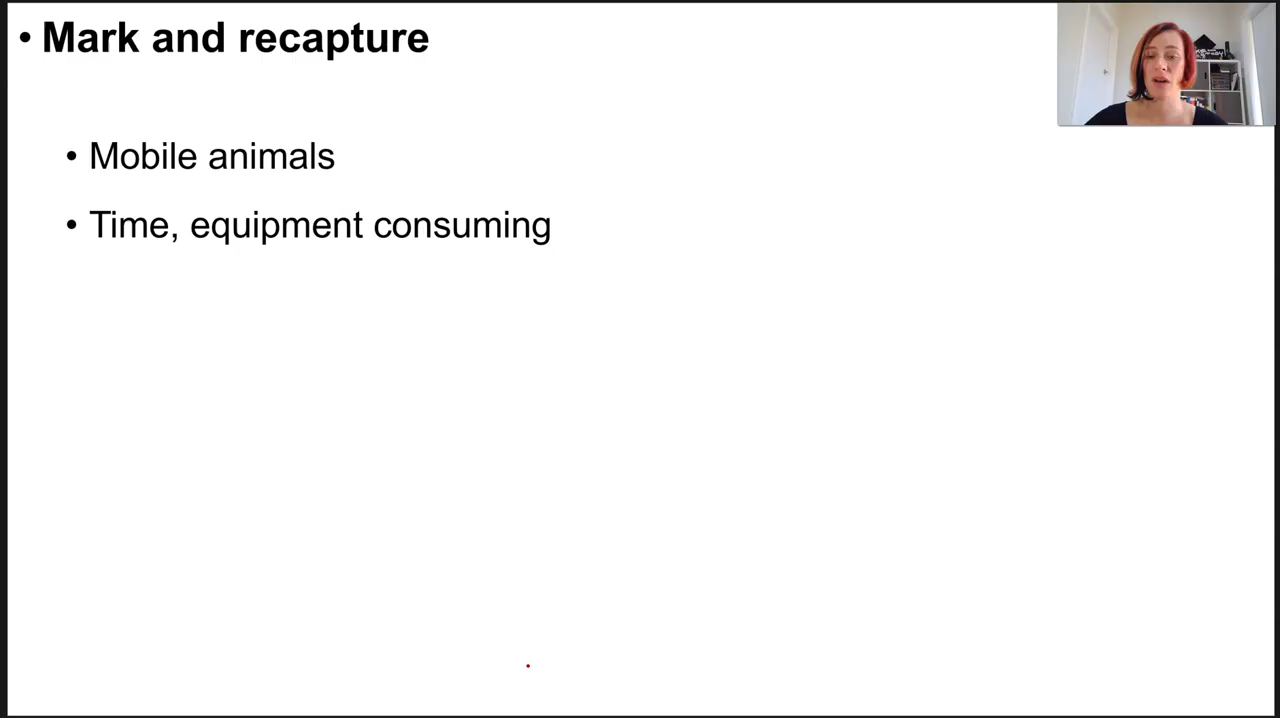 • Mark and recapture
• Mobile animals
• Time, equipment consuming